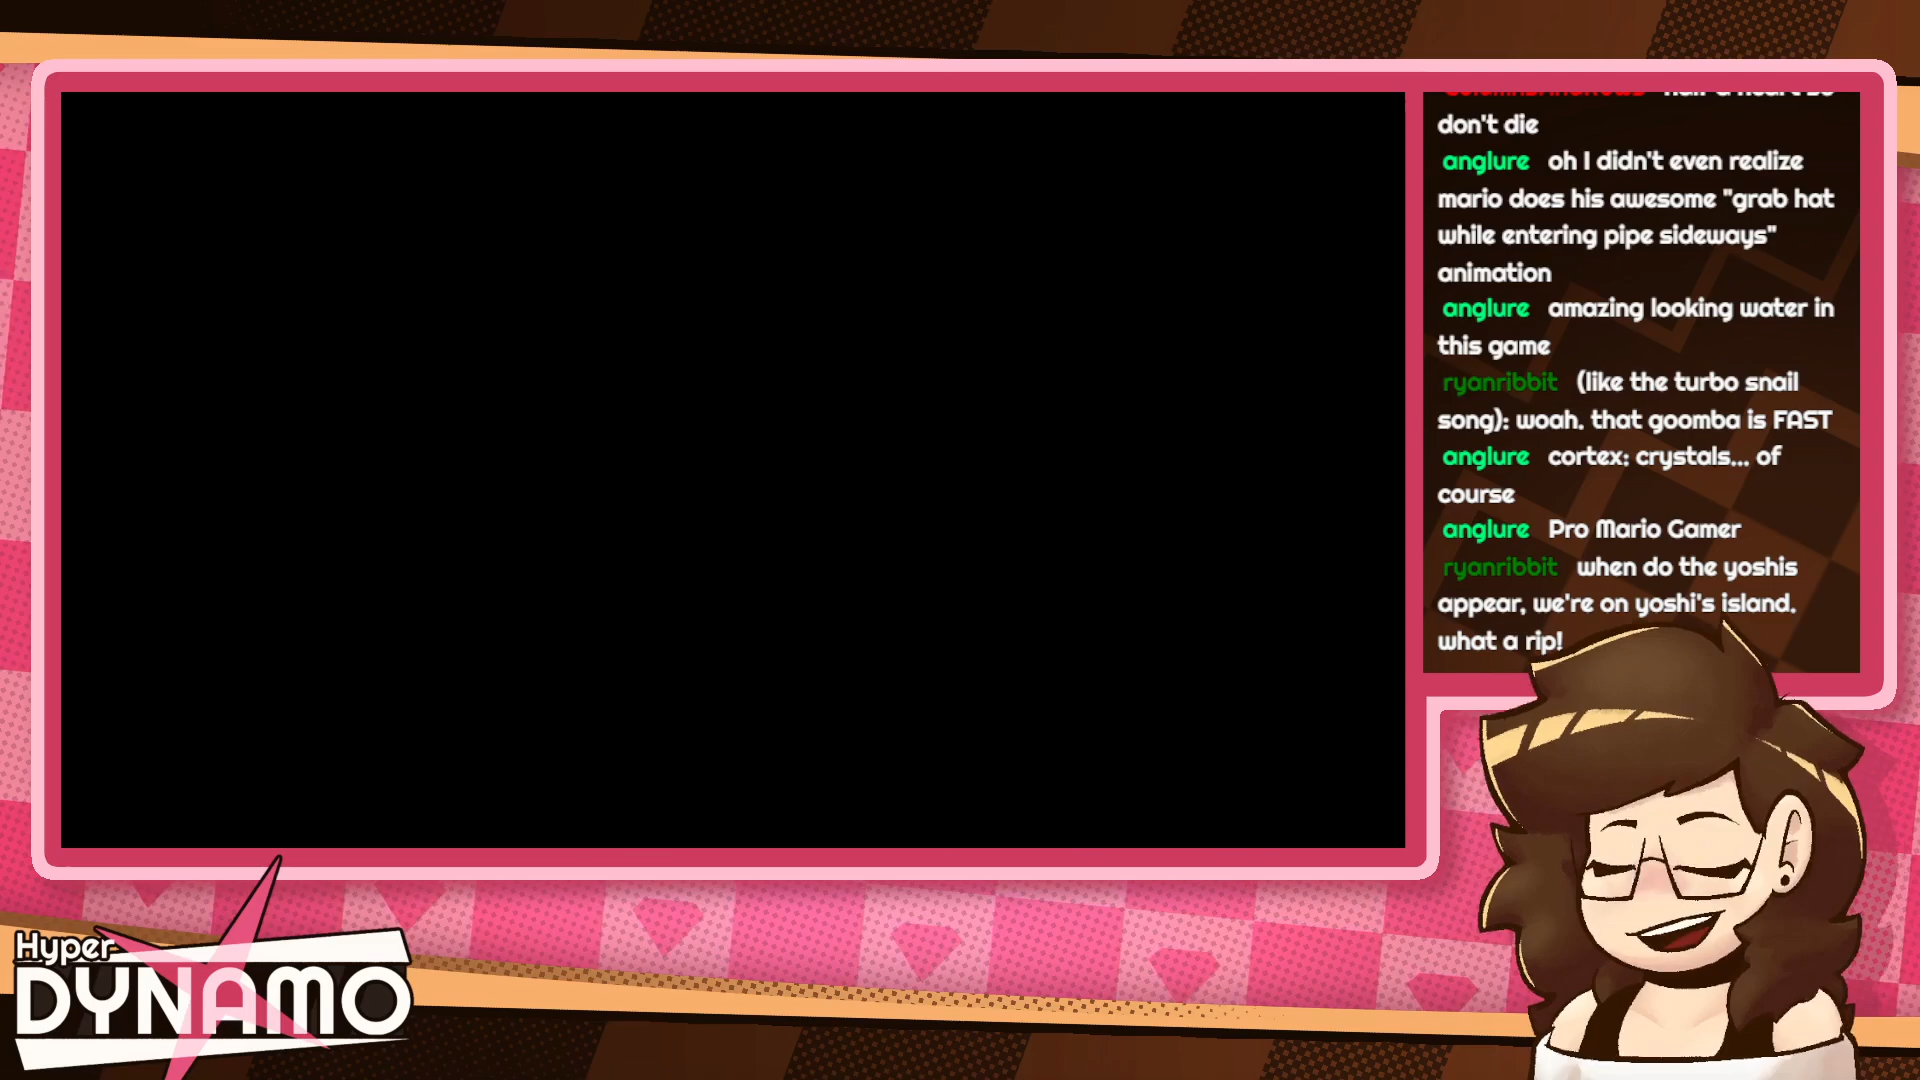 don't die
anglure oh I didn't even realize
mario does his awesome "grab hat
while entering pipe sideways"
animation
anglure amazing looking water in
this game
ryanribbit (like the turbo snail
song): woah. that goomba is FAST
anglure cortex: crystals... of
course
anglure Pro Mario Gamer
ryanribbit when do the yoshis
appear, we're on yoshi's island.
what a rip!
Hyper
DYNAMO